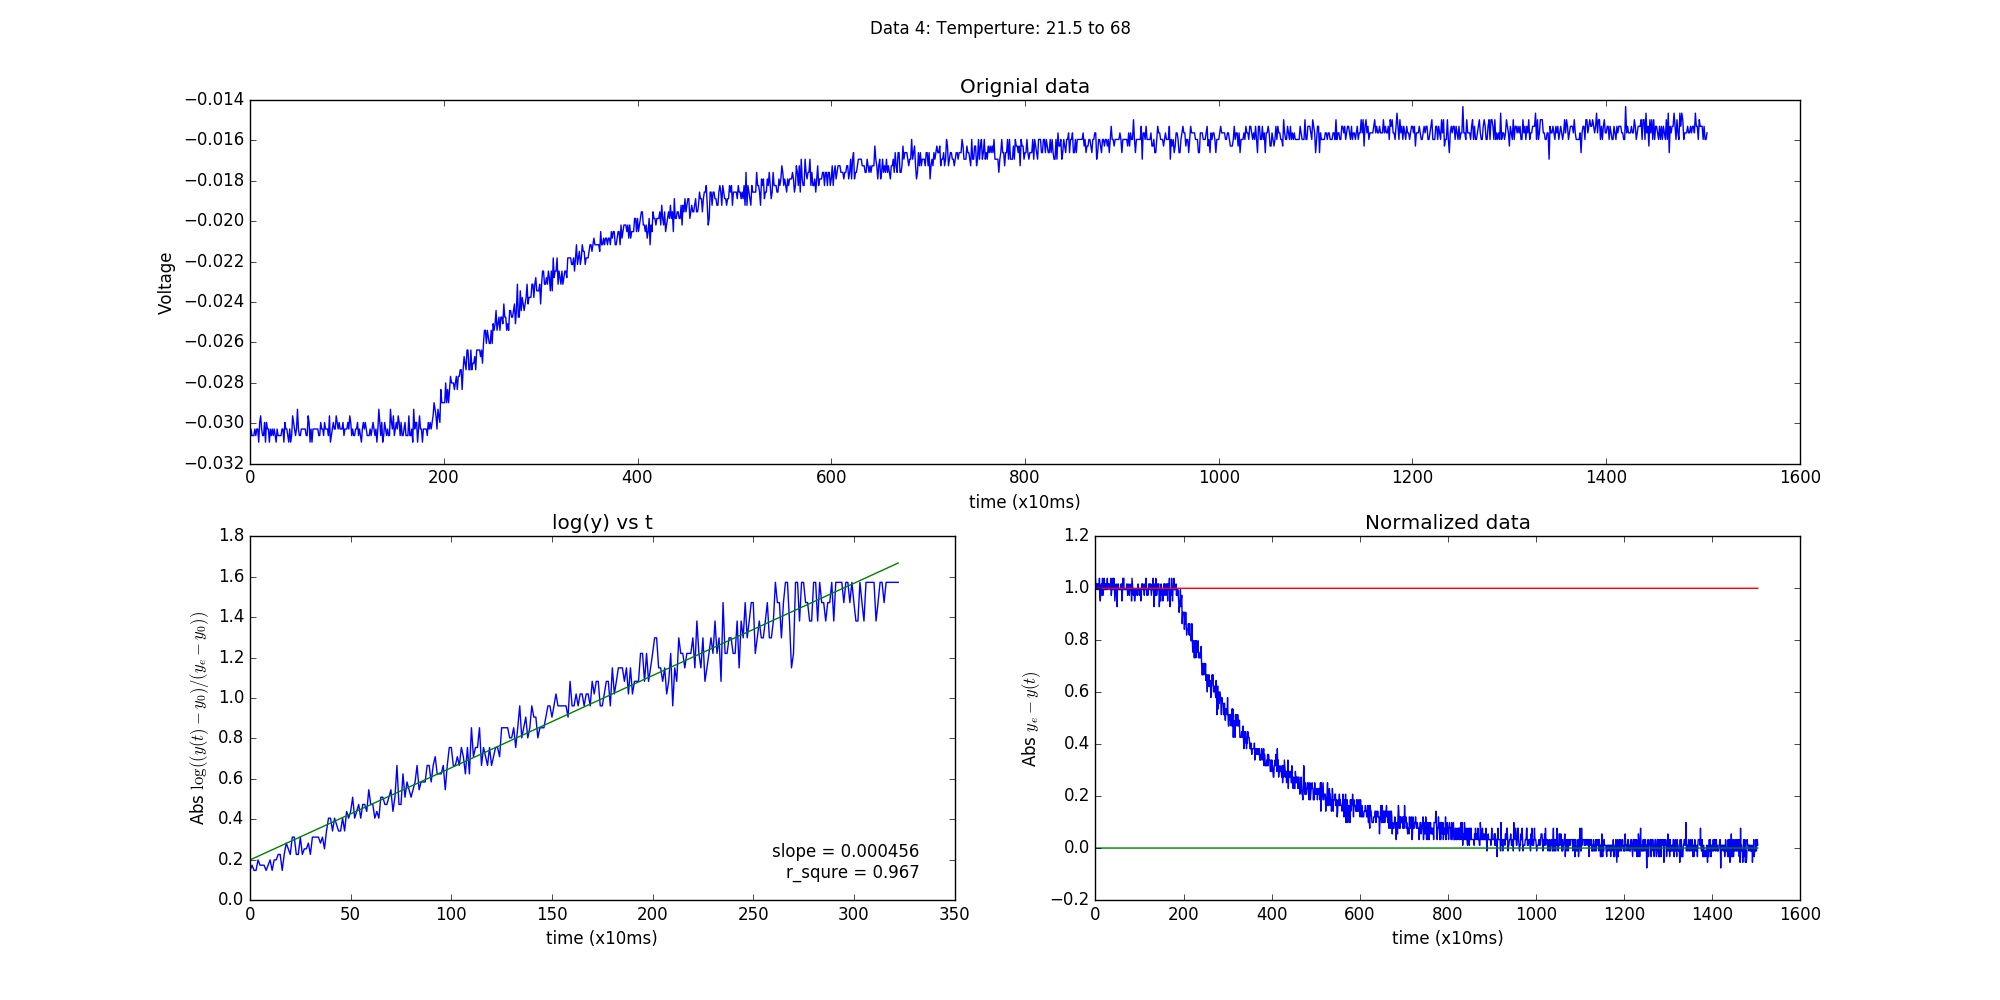 Data 4: Temperture: 21.5 to 68
Orignial data
−0.014
−0.016
−0.018
−0.020
−0.022
−0.024
−0.026
−0.028
−0.030
−0.032
Voltage
0 200 400 600 800 1000 1200 1400 1600
time (x10ms)
log(y) vs t
1.8
1.6
1.4
1.2
1.0
0.8
0.6
0.4
0.2
0.0
Abs log((y(t) − y₀)/(yₑ − y₀))
slope = 0.000456
r_squre = 0.967
0 50 100 150 200 250 300 350
time (x10ms)
Normalized data
1.2
1.0
0.8
0.6
0.4
0.2
0.0
−0.2
Abs yₑ − y(t)
0 200 400 600 800 1000 1200 1400 1600
time (x10ms)